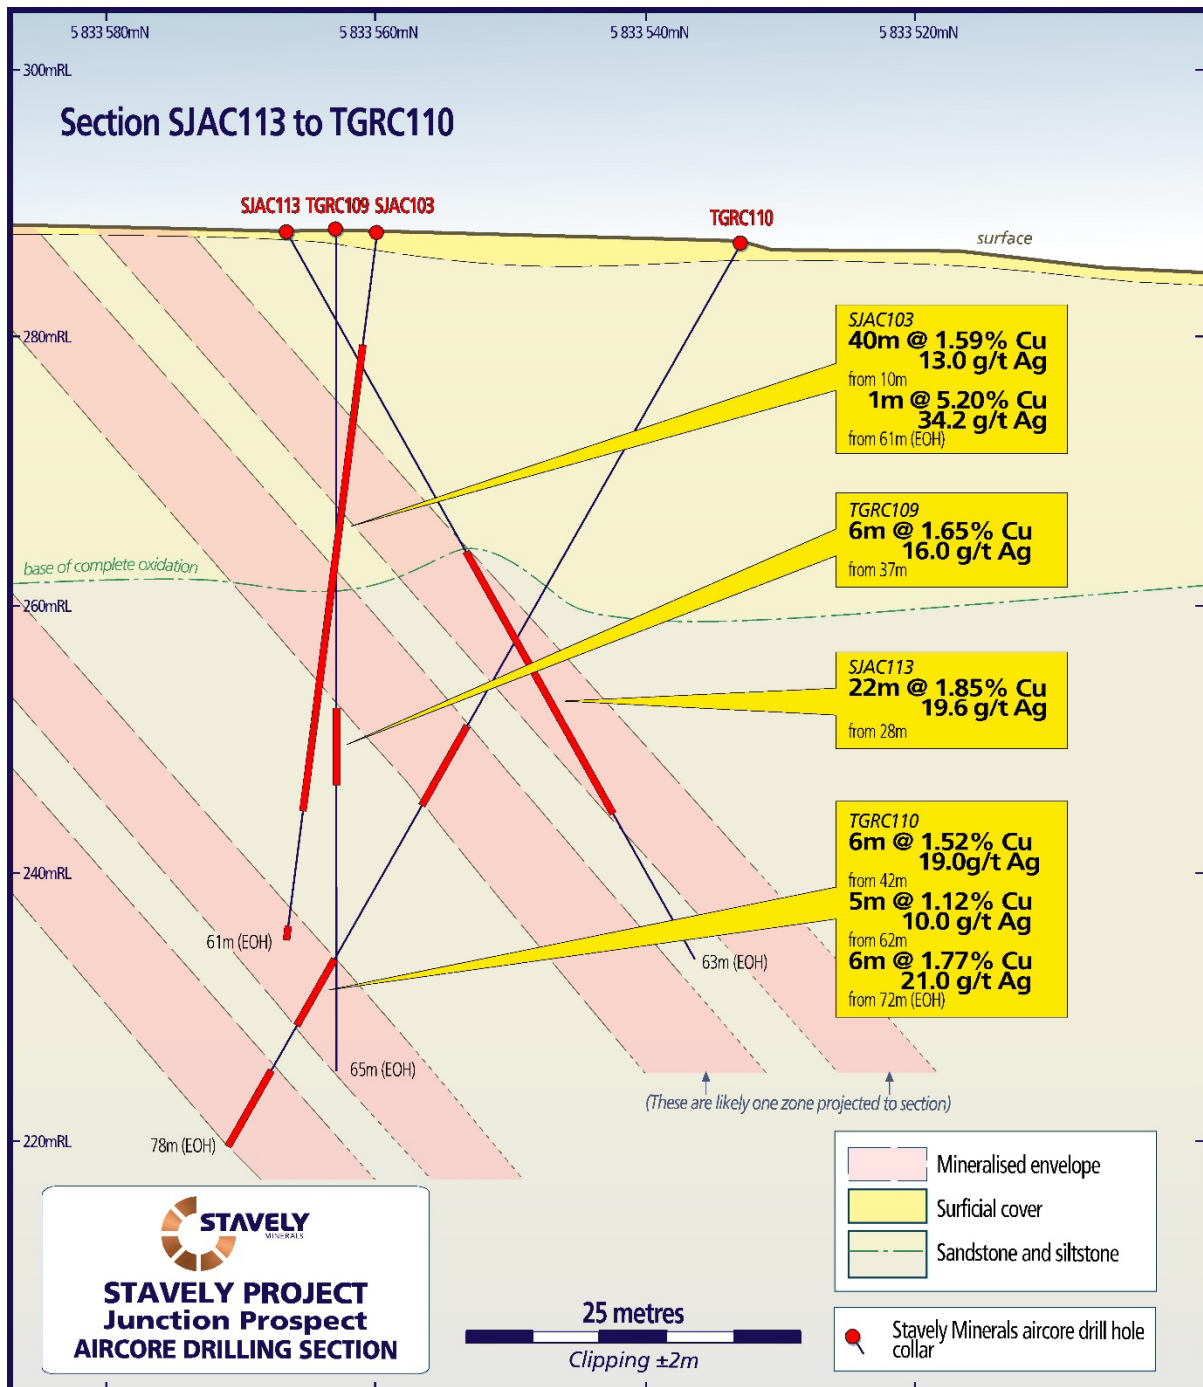 5 833 580mN
5 833 560mN
5 833 540mN
5 833 520mN
300mRL
Section SJAC113 to TGRC110
SJAC113 TGRC109 SJAC103
TGRC110
surface
280mRL
SJAC103
40m @ 1.59% Cu
13.0 g/t Ag
from 10m
1m @ 5.20% Cu
34.2 g/t Ag
from 61m (EOH)
TGRC109
6m @ 1.65% Cu
16.0 g/t Ag
from 37m
base of complete oxidation
260mRL
SJAC113
22m @ 1.85% Cu
19.6 g/t Ag
from 28m
TGRC110
6m @ 1.52% Cu
19.0g/t Ag
from 42m
5m @ 1.12% Cu
10.0 g/t Ag
from 62m
6m @ 1.77% Cu
21.0 g/t Ag
from 72m (EOH)
240mRL
61m (EOH)
63m (EOH)
65m (EOH)
(These are likely one zone projected to section)
220mRL
78m (EOH)
Mineralised envelope
Surficial cover
Sandstone and siltstone
Stavely Minerals aircore drill hole
collar
STAVELY
MINERALS
STAVELY PROJECT
Junction Prospect
AIRCORE DRILLING SECTION
25 metres
Clipping ±2m